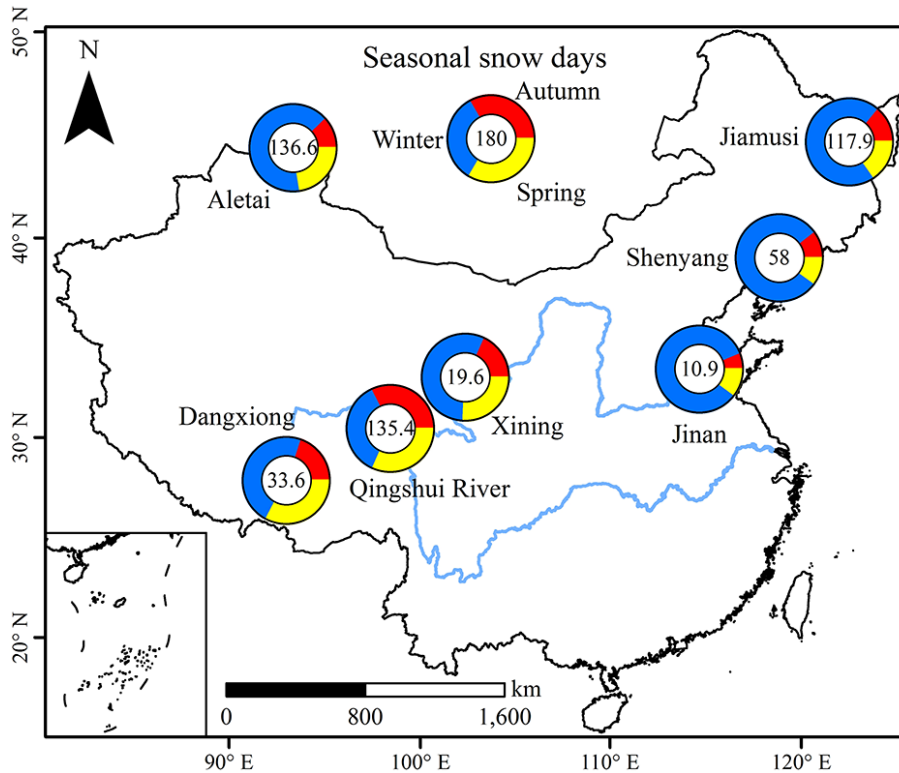 50° N
N
Seasonal snow days
Autumn
Winter
180
Spring
136.6
Aletai
Jiamusi
117.9
40° N
Shenyang
58
19.6
Xining
10.9
Jinan
Dangxiong
135.4
Qingshui River
30° N
33.6
20° N
km
0
800
1,600
90° E
100° E
110° E
120° E